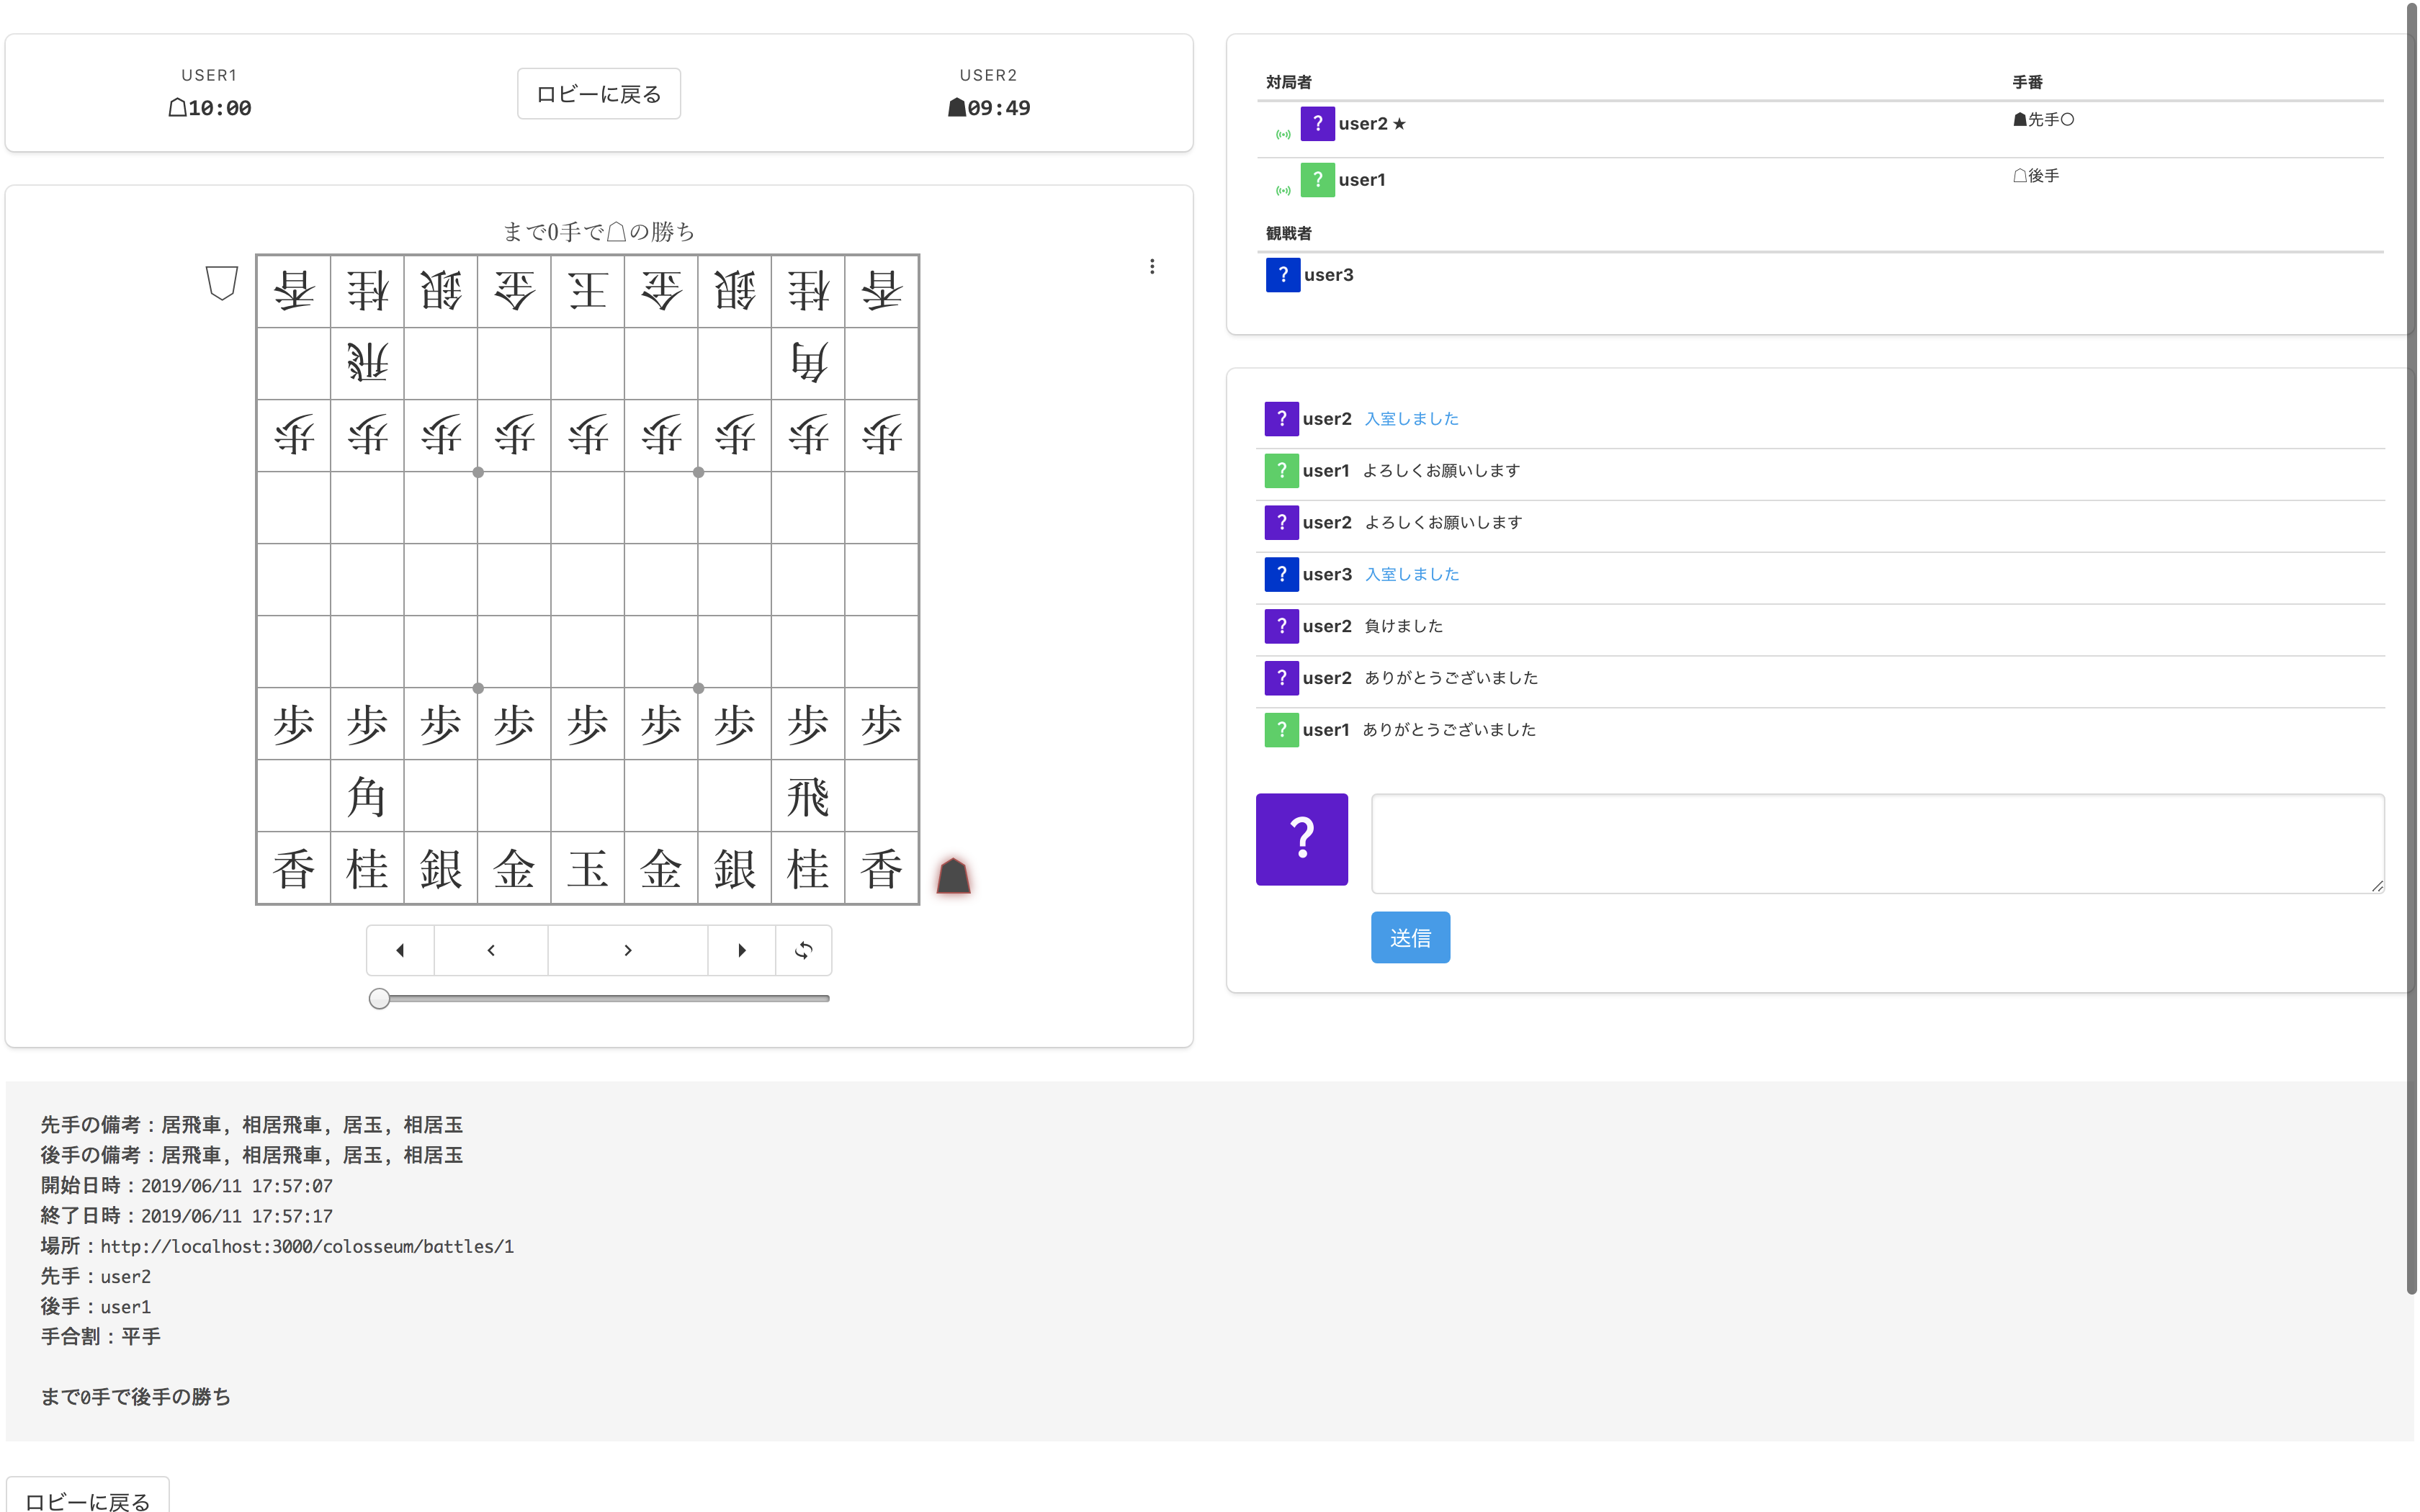 USER1
☖10:00
ロビーに戻る
USER2
☗09:49
まで0手で☖の勝ち
香 桂 銀 金 王 金 銀 桂 香
飛 角
歩 歩 歩 歩 歩 歩 歩 歩 歩
歩 歩 歩 歩 歩 歩 歩 歩 歩
角 飛
香 桂 銀 金 玉 金 銀 桂 香
先手の備考：居飛車, 相居飛車, 居玉, 相居玉
後手の備考：居飛車, 相居飛車, 居玉, 相居玉
開始日時：2019/06/11 17:57:07
終了日時：2019/06/11 17:57:17
場所：http://localhost:3000/colosseum/battles/1
先手：user2
後手：user1
手合割：平手
まで0手で後手の勝ち
ロビーに戻る
対局者 手番
? user2 ★ ☗先手○
? user1 ☖後手
観戦者
? user3
? user2 入室しました
? user1 よろしくお願いします
? user2 よろしくお願いします
? user3 入室しました
? user2 負けました
? user2 ありがとうございました
? user1 ありがとうございました
?
送信